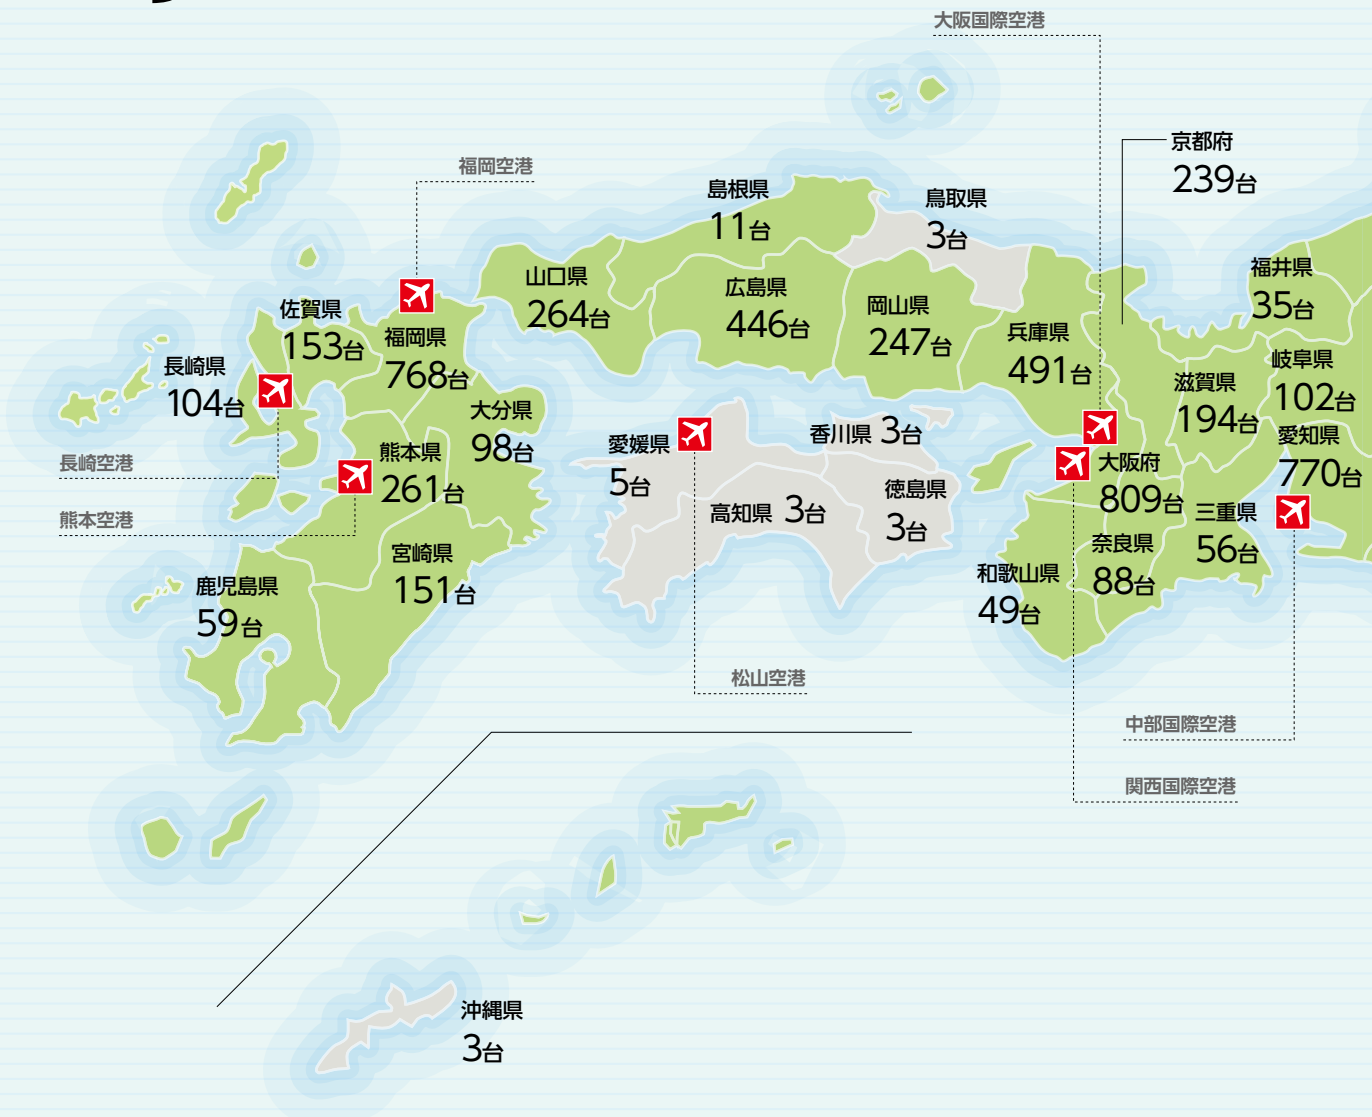 大阪国際空港
京都府
239台
福岡空港
島根県
11台
鳥取県
3台
福井県
35台
山口県
264台
広島県
446台
岡山県
247台
兵庫県
491台
佐賀県
153台
福岡県
768台
岐阜県
102台
長崎県
104台
滋賀県
194台
大分県
98台
愛知県
770台
香川県 3台
愛媛県
5台
熊本県
261台
長崎空港
大阪府
809台
徳島県
3台
高知県 3台
三重県
56台
熊本空港
奈良県
88台
宮崎県
151台
和歌山県
49台
鹿児島県
59台
松山空港
中部国際空港
関西国際空港
沖縄県
3台